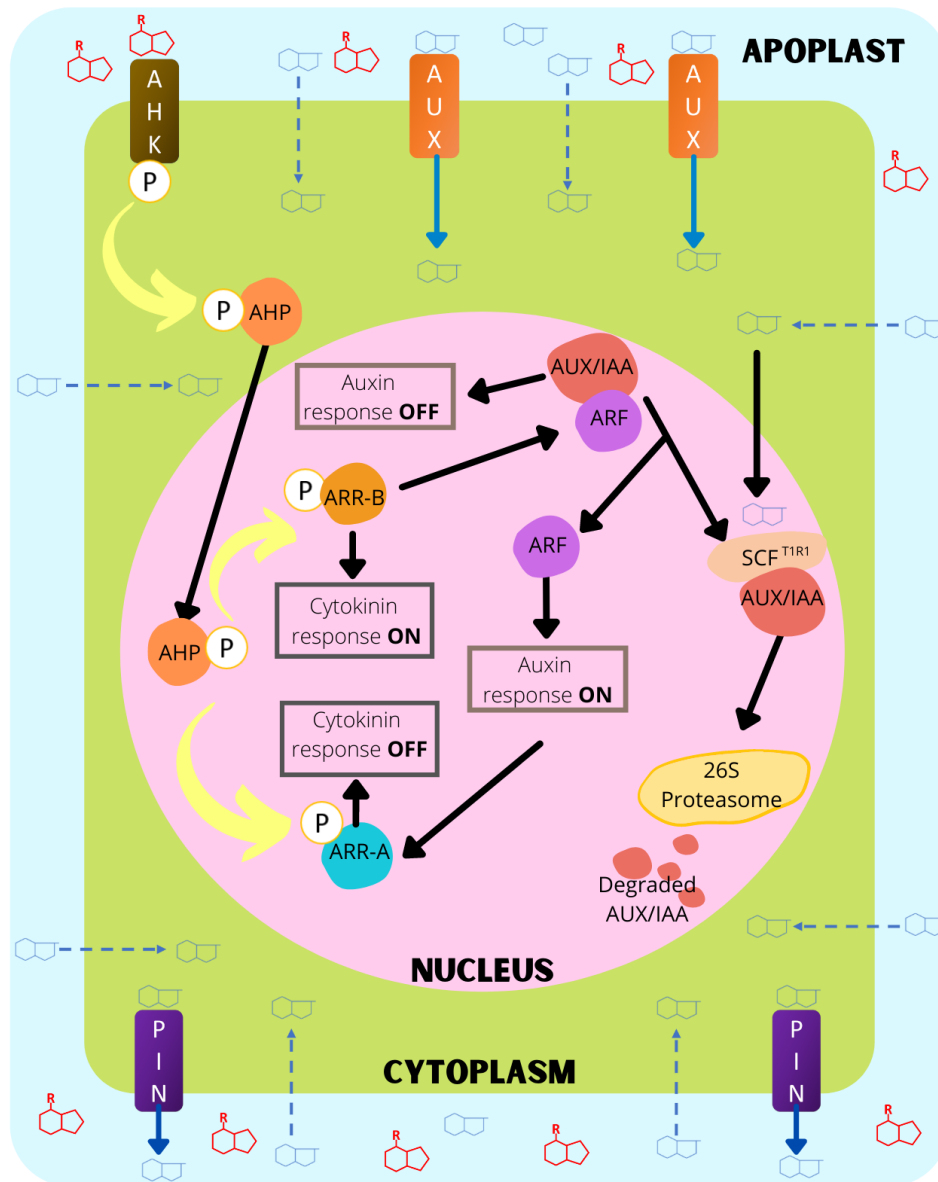 APOPLAST
R
R
R
R
R
A
H
K
P
A
U
X
A
U
X
P
AHP
AUX/IAA
ARF
Auxin
response OFF
P
ARR-B
ARF
SCF T1R1
AUX/IAA
Cytokinin
response ON
AHP
P
Auxin
response ON
Cytokinin
response OFF
P
ARR-A
26S
Proteasome
Degraded
AUX/IAA
NUCLEUS
CYTOPLASM
P
I
N
P
I
N
R
R
R
R
R